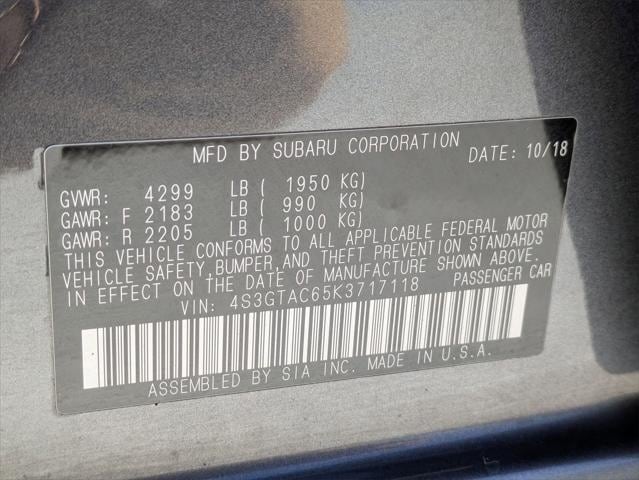 MFD BY SUBARU CORPORATION DATE: 10/18
GVWR: 4299 LB ( 1950 KG)
GAWR: F 2183 LB ( 990 KG)
GAWR: R 2205 LB ( 1000 KG)
THIS VEHICLE CONFORMS TO ALL APPLICABLE FEDERAL MOTOR
VEHICLE SAFETY,BUMPER,AND THEFT PREVENTION STANDARDS
IN EFFECT ON THE DATE OF MANUFACTURE SHOWN ABOVE.
VIN: 4S3GTAC65K3717118 PASSENGER CAR
ASSEMBLED BY SIA INC. MADE IN U.S.A.